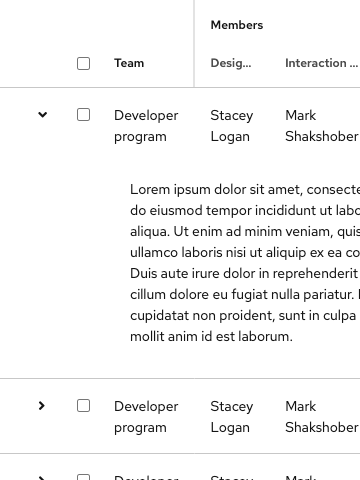 Members
Team Desig... Interaction ...
Developer program Stacey Logan Mark Shakshober
Lorem ipsum dolor sit amet, consecte
do eiusmod tempor incididunt ut labo
aliqua. Ut enim ad minim veniam, quis
ullamco laboris nisi ut aliquip ex ea co
Duis aute irure dolor in reprehenderit
cillum dolore eu fugiat nulla pariatur.
cupidatat non proident, sunt in culpa
mollit anim id est laborum.
Developer program Stacey Logan Mark Shakshober